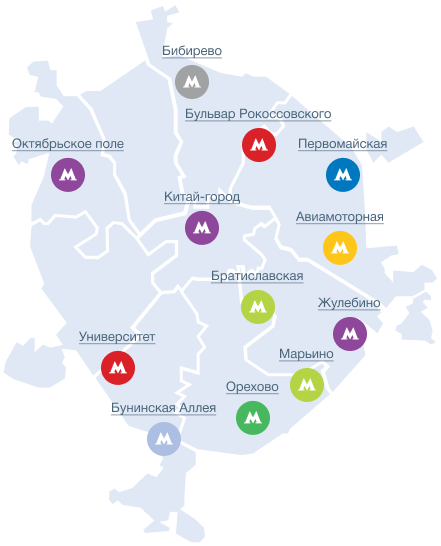 Бибирево
Бульвар Рокоссовского
Октябрьское поле
Первомайская
Китай-город
Авиамоторная
Братиславская
Жулебино
Университет
Марьино
Орехово
Бунинская Аллея